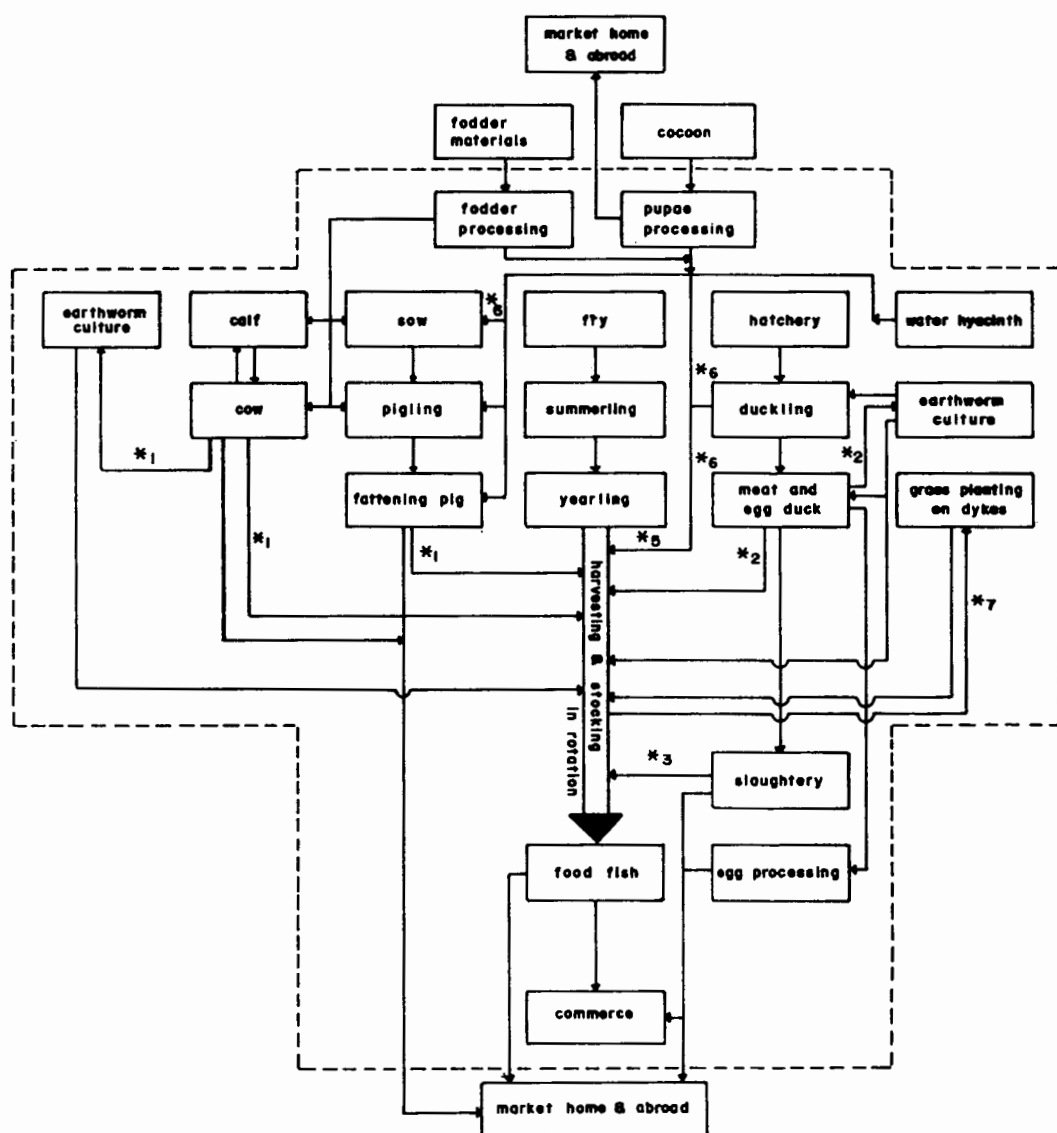 market home
& abroad
fodder
materials
cocoon
fodder
processing
pupae
processing
earthworm
culture
calf
sow
*6
fry
hatchery
water hyacinth
cow
pigling
summerling
*6
duckling
earthworm
culture
*1
fattening pig
yearling
*6
meat and
egg duck
*2
grass planting
on dykes
*1
*1
*5
*2
*7
harvesting & stocking
in rotation
*3
slaughtery
food fish
egg processing
commerce
market home & abroad